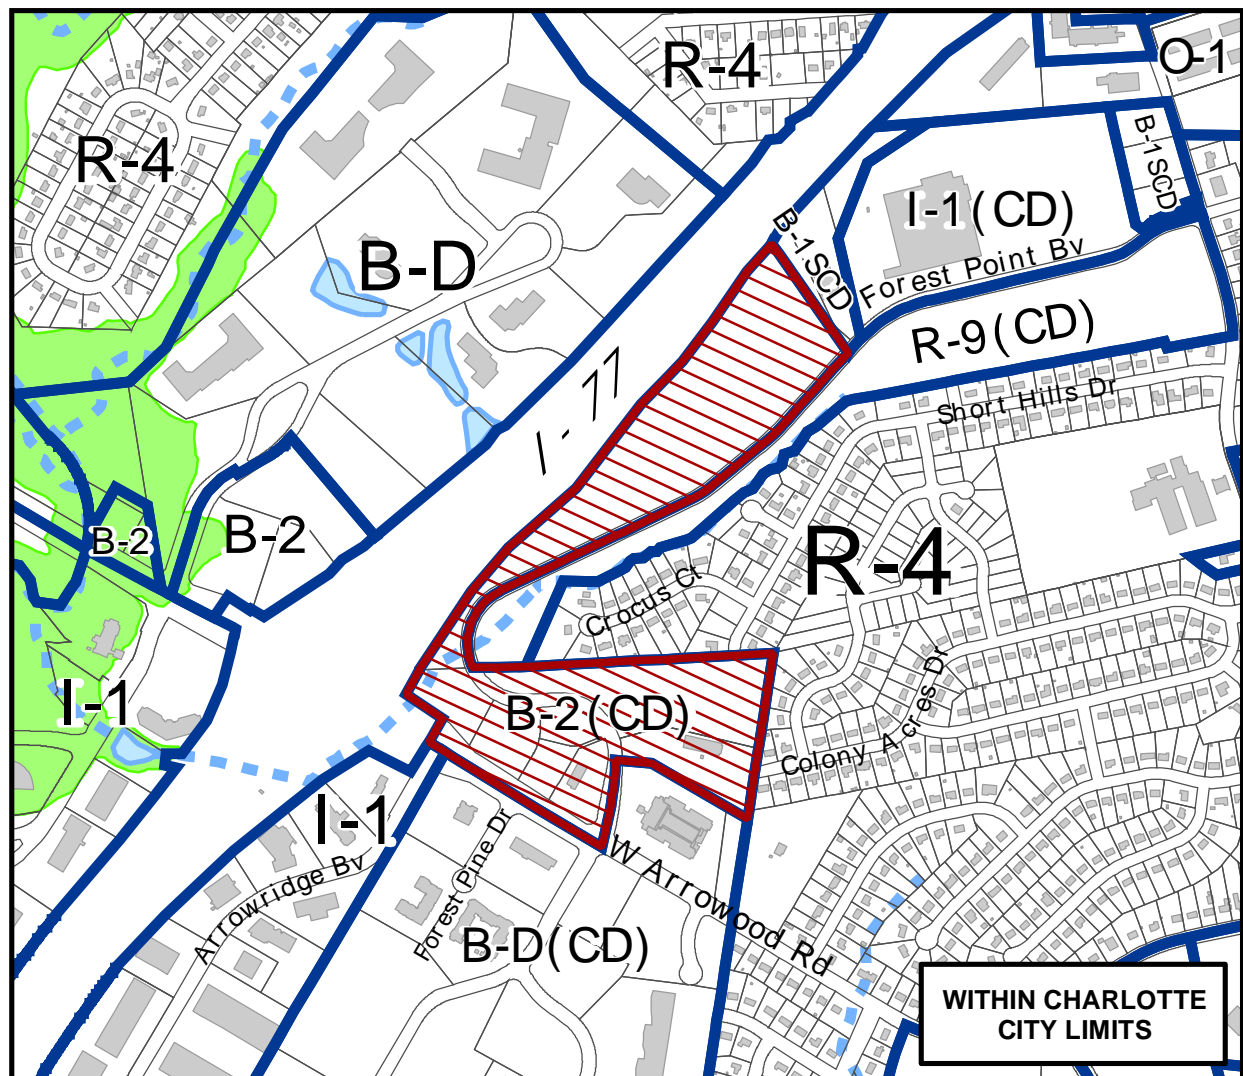 R-4
O-1
R-4
B-1SCD
I-1(CD)
B-1SCD
B-D
Forest Point Bv
R-9(CD)
I - 77
Short Hills Dr
B-2
B-2
R-4
Crocus Ct
I-1
B-2(CD)
Colony Acres Dr
I-1
Forest Pine Dr
W Arrowood Rd
Arrowridge Bv
B-D(CD)
WITHIN CHARLOTTE
CITY LIMITS